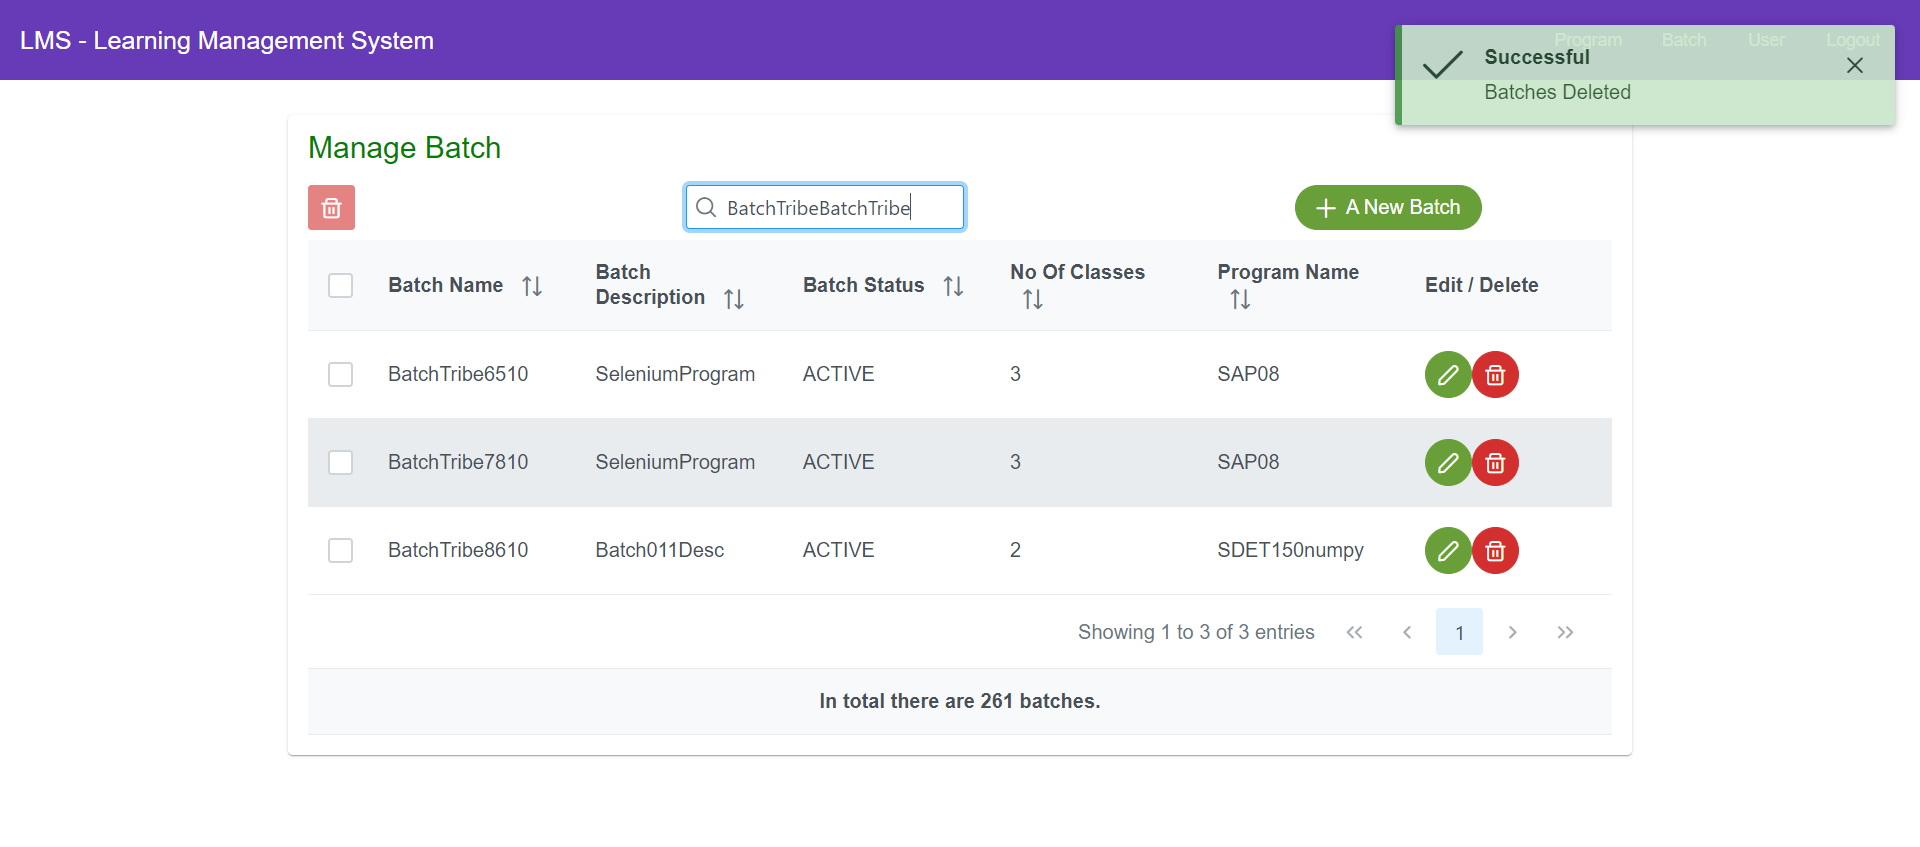 LMS - Learning Management System
Program Batch User Logout
Successful
Batches Deleted
Manage Batch
BatchTribeBatchTribe
A New Batch
Batch Name Batch Description Batch Status No Of Classes Program Name Edit / Delete
BatchTribe6510 SeleniumProgram ACTIVE 3 SAP08
BatchTribe7810 SeleniumProgram ACTIVE 3 SAP08
BatchTribe8610 Batch011Desc ACTIVE 2 SDET150numpy
Showing 1 to 3 of 3 entries << < 1 > >>
In total there are 261 batches.